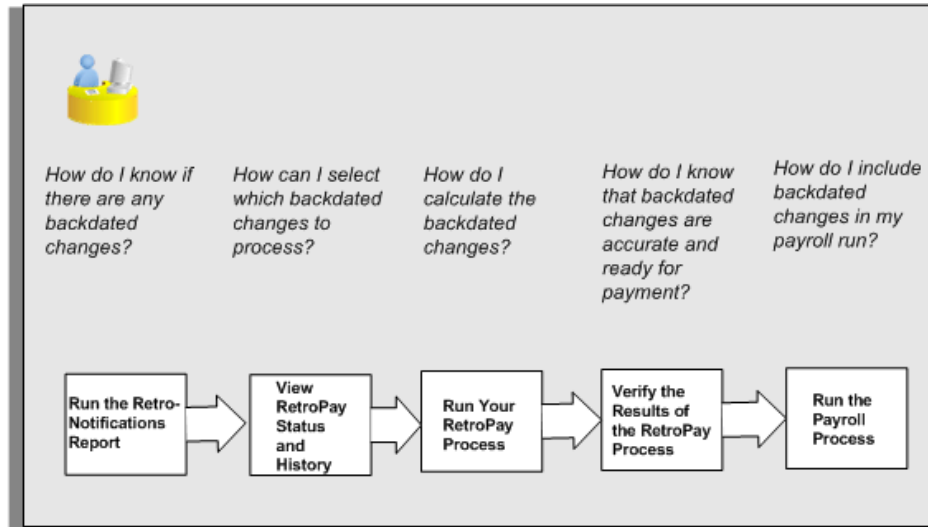 How do I know if
there are any
backdated
changes?
How can I select
which backdated
changes to
process?
How do I
calculate the
backdated
changes?
How do I know
that backdated
changes are
accurate and
ready for
payment?
How do I include
backdated
changes in my
payroll run?
Run the Retro-
Notifications
Report
View
RetroPay
Status
and
History
Run Your
RetroPay
Process
Verify the
Results of
the RetroPay
Process
Run the
Payroll
Process